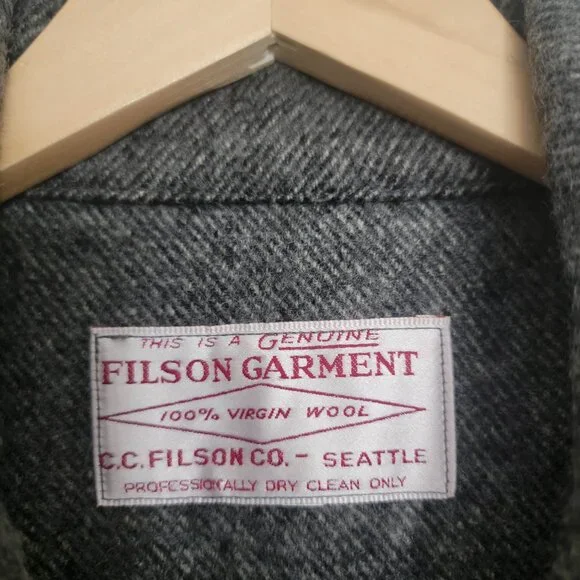 THIS IS A GENUINE
FILSON GARMENT
100% VIRGIN WOOL
C.C. FILSON CO. - SEATTLE
PROFESSIONALLY DRY CLEAN ONLY